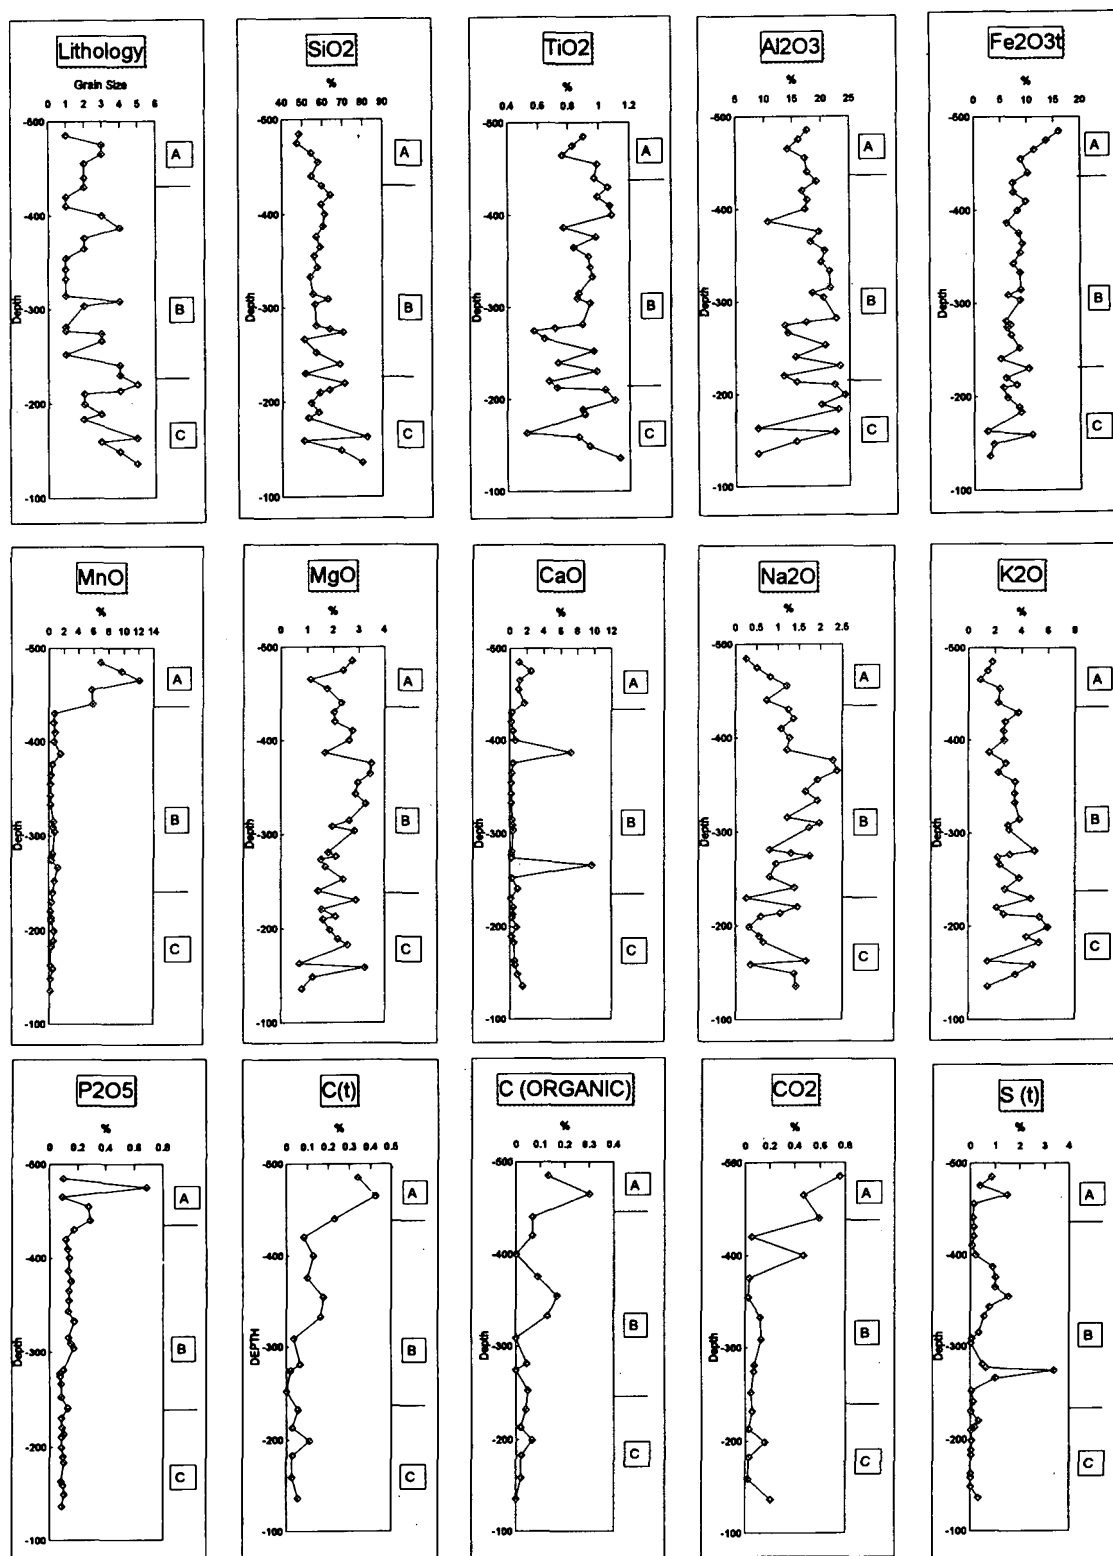 Lithology
Grain Size
0 1 2 3 4 5 6
-500
-400
-300
-200
-100
Depth
A
B
C
SiO2
%
40 50 60 70 80 90
-500
-400
-300
-200
-100
Depth
A
B
C
TiO2
%
0.4 0.6 0.8 1 1.2
-500
-400
-300
-200
-100
Depth
A
B
C
Al2O3
%
5 10 15 20 25
-500
-400
-300
-200
-100
Depth
A
B
C
Fe2O3t
%
0 5 10 15 20
-500
-400
-300
-200
-100
Depth
A
B
C
MnO
%
0 2 4 6 8 10 12 14
-500
-400
-300
-200
-100
Depth
A
B
C
MgO
%
0 1 2 3 4
-500
-400
-300
-200
-100
Depth
A
B
C
CaO
%
0 2 4 6 8 10 12
-500
-400
-300
-200
-100
Depth
A
B
C
Na2O
%
0 0.5 1 1.5 2 2.5
-500
-400
-300
-200
-100
Depth
A
B
C
K2O
%
0 2 4 6 8
-500
-400
-300
-200
-100
Depth
A
B
C
P2O5
%
0 0.2 0.4 0.6 0.8
-500
-400
-300
-200
-100
Depth
A
B
C
C(t)
%
0 0.1 0.2 0.3 0.4 0.5
-500
-400
-300
-200
-100
DEPTH
A
B
C
C (ORGANIC)
%
0 0.1 0.2 0.3 0.4
-500
-400
-300
-200
-100
Depth
A
B
C
CO2
%
0 0.2 0.4 0.6 0.8
-500
-400
-300
-200
-100
Depth
A
B
C
S (t)
%
0 1 2 3 4
-500
-400
-300
-200
-100
Depth
A
B
C